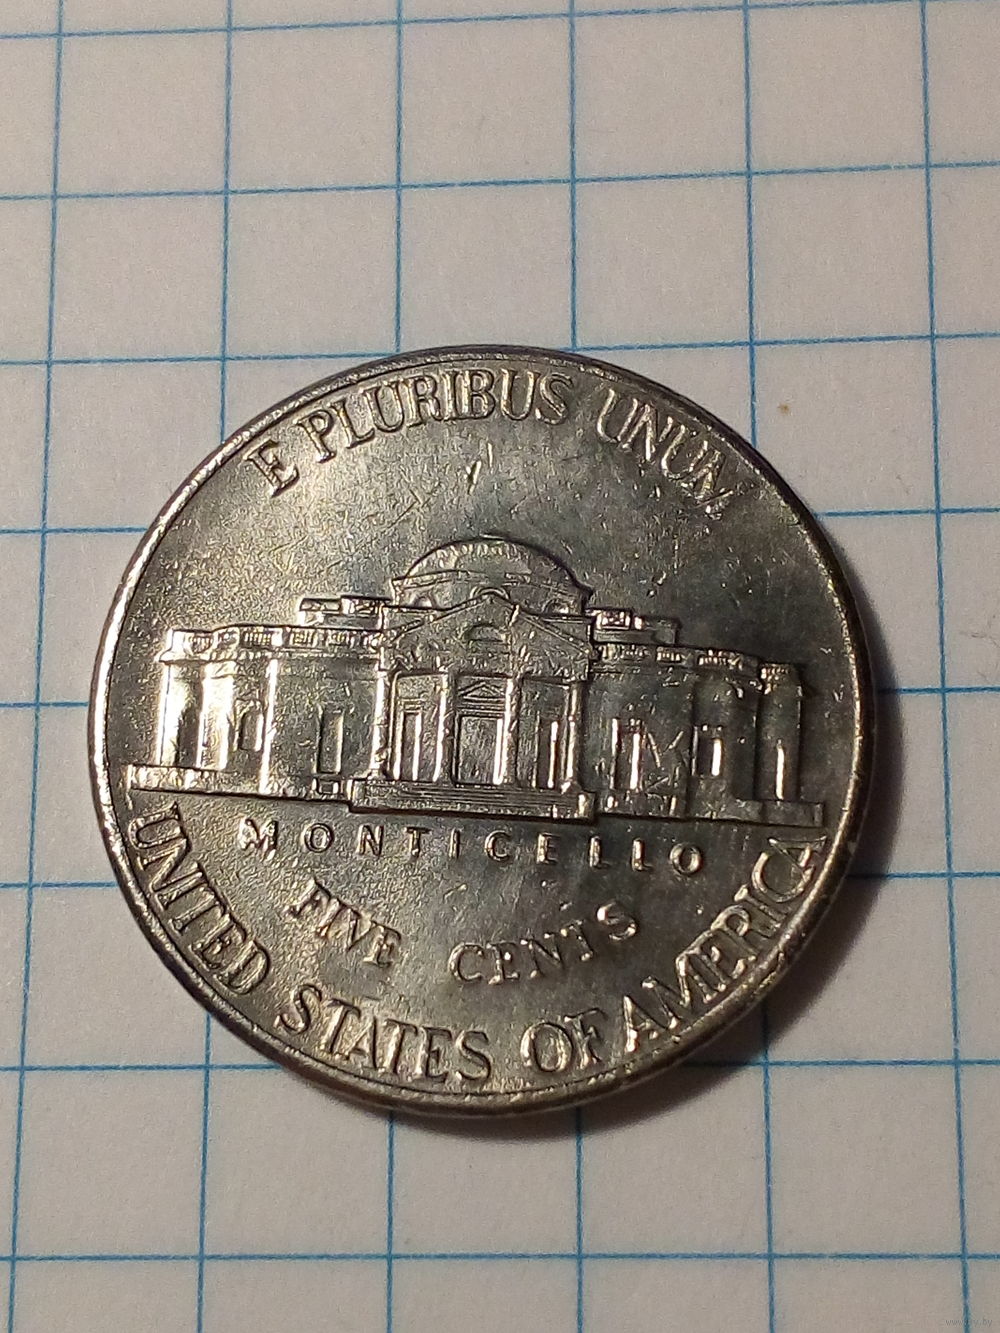 E PLURIBUS UNUM
MONTICELLO
FIVE CENTS
UNITED STATES OF AMERICA